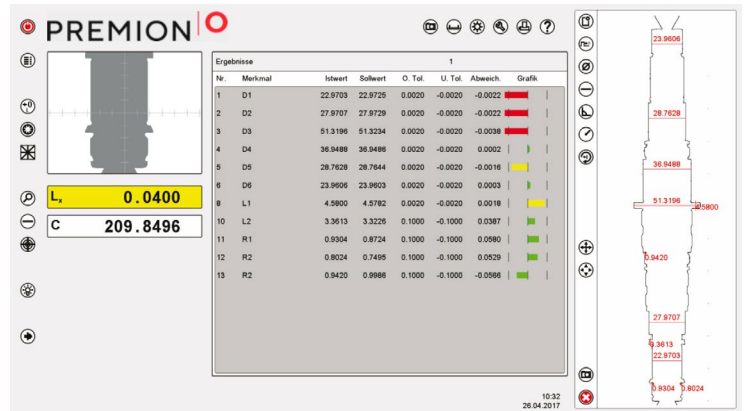 PREMION
Ergebnisse 1
Nr. Merkmal Istwert Sollwert O. Tol. U. Tol. Abweich. Grafik
1 D1 22.9703 22.9725 0.0020 -0.0020 -0.0022
2 D2 27.9707 27.9729 0.0020 -0.0020 -0.0022
3 D3 51.3196 51.3234 0.0020 -0.0020 -0.0038
4 D4 36.9488 36.9486 0.0020 -0.0020 0.0002
5 D5 28.7628 28.7644 0.0020 -0.0020 -0.0016
6 D6 23.9606 23.9603 0.0020 -0.0020 0.0003
8 L1 4.5800 4.5782 0.0020 -0.0020 0.0018
10 L2 3.3613 3.3226 0.1000 -0.1000 0.0387
11 R1 0.9304 0.8724 0.1000 -0.1000 0.0580
12 R2 0.8024 0.7495 0.1000 -0.1000 0.0529
13 R2 0.9420 0.9986 0.1000 -0.1000 -0.0566
Lx 0.0400
C 209.8496
10:32
26.04.2017
23.9606
28.7628
36.9488
51.3196
4.5800
0.9420
27.9707
3.3613
22.9703
0.9304 0.8024